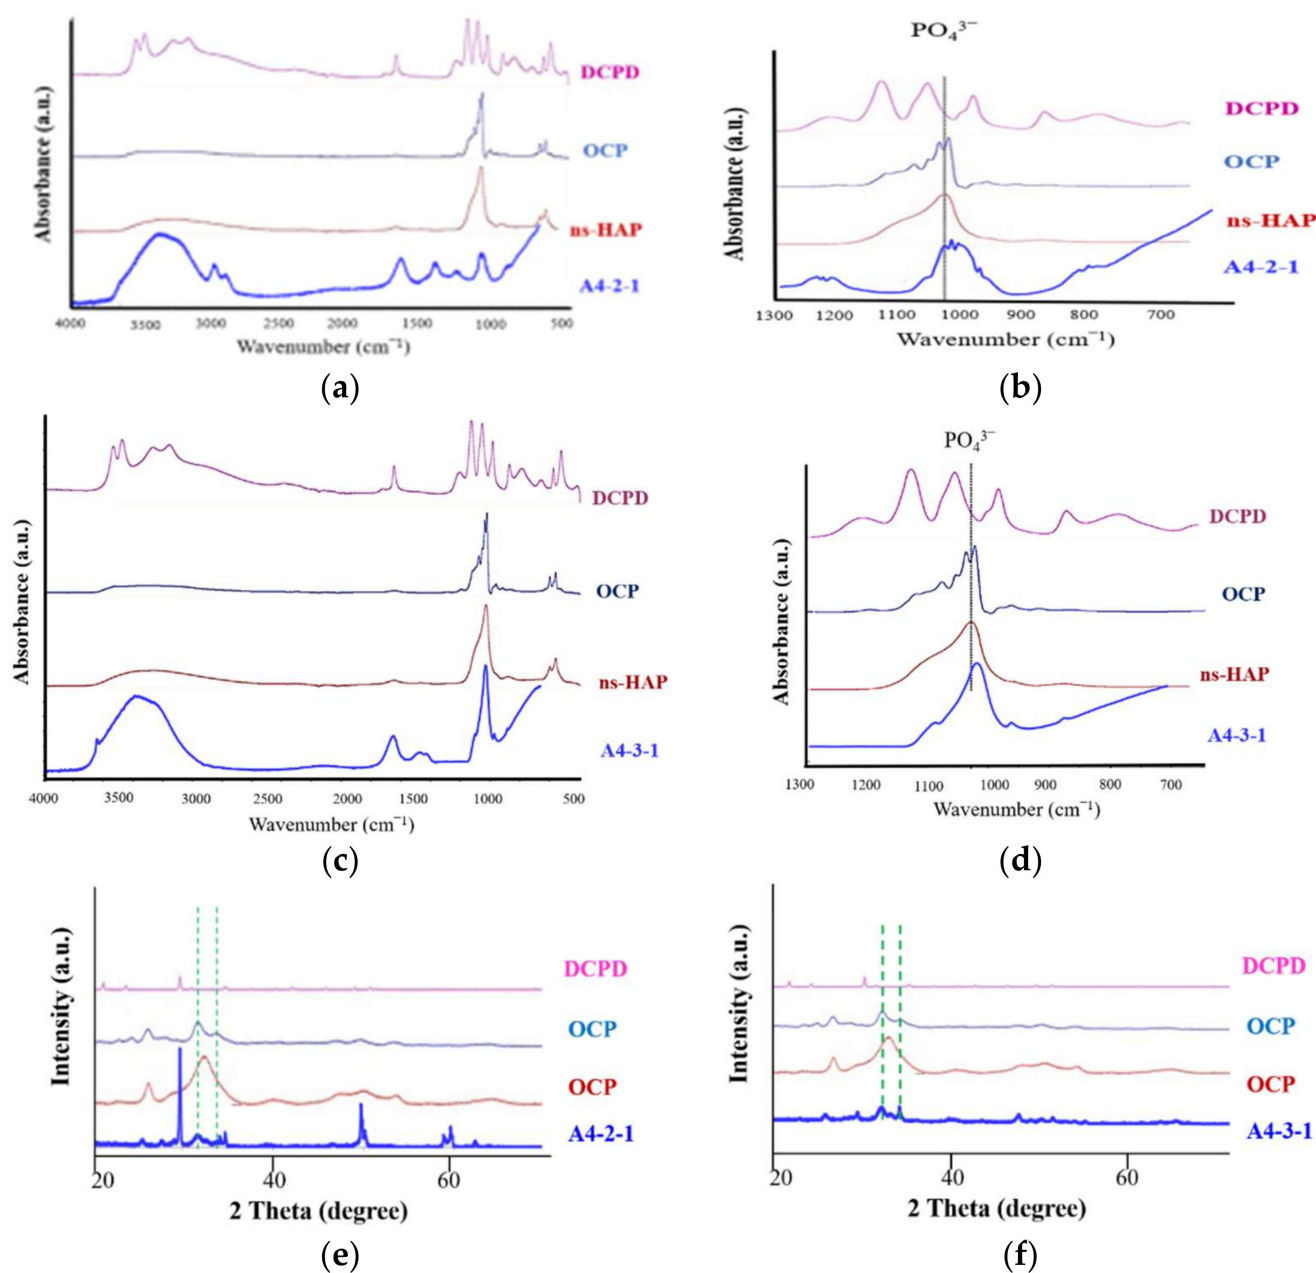 DCPD
OCP
ns-HAP
A4-2-1
Absorbance (a.u.)
4000 3500 3000 2500 2000 1500 1000 500
Wavenumber (cm⁻¹)
(a)
PO₄³⁻
DCPD
OCP
ns-HAP
A4-2-1
Absorbance (a.u.)
1300 1200 1100 1000 900 800 700
Wavenumber (cm⁻¹)
(b)
DCPD
OCP
ns-HAP
A4-3-1
Absorbance (a.u.)
4000 3500 3000 2500 2000 1500 1000 500
Wavenumber (cm⁻¹)
(c)
PO₄³⁻
DCPD
OCP
ns-HAP
A4-3-1
Absorbance (a.u.)
1300 1200 1100 1000 900 800 700
Wavenumber (cm⁻¹)
(d)
DCPD
OCP
OCP
A4-2-1
Intensity (a.u.)
20 40 60
2 Theta (degree)
(e)
DCPD
OCP
OCP
A4-3-1
Intensity (a.u.)
20 40 60
2 Theta (degree)
(f)